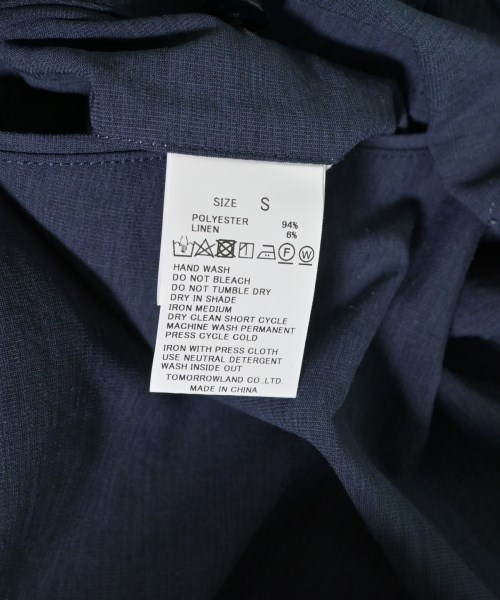 SIZE S
POLYESTER 94%
LINEN 6%
F W
HAND WASH
DO NOT BLEACH
DO NOT TUMBLE DRY
DRY IN SHADE
IRON MEDIUM
DRY CLEAN SHORT CYCLE
MACHINE WASH PERMANENT
PRESS CYCLE COLD
IRON WITH PRESS CLOTH
USE NEUTRAL DETERGENT
WASH INSIDE OUT
TOMORROWLAND CO.,LTD.
MADE IN CHINA